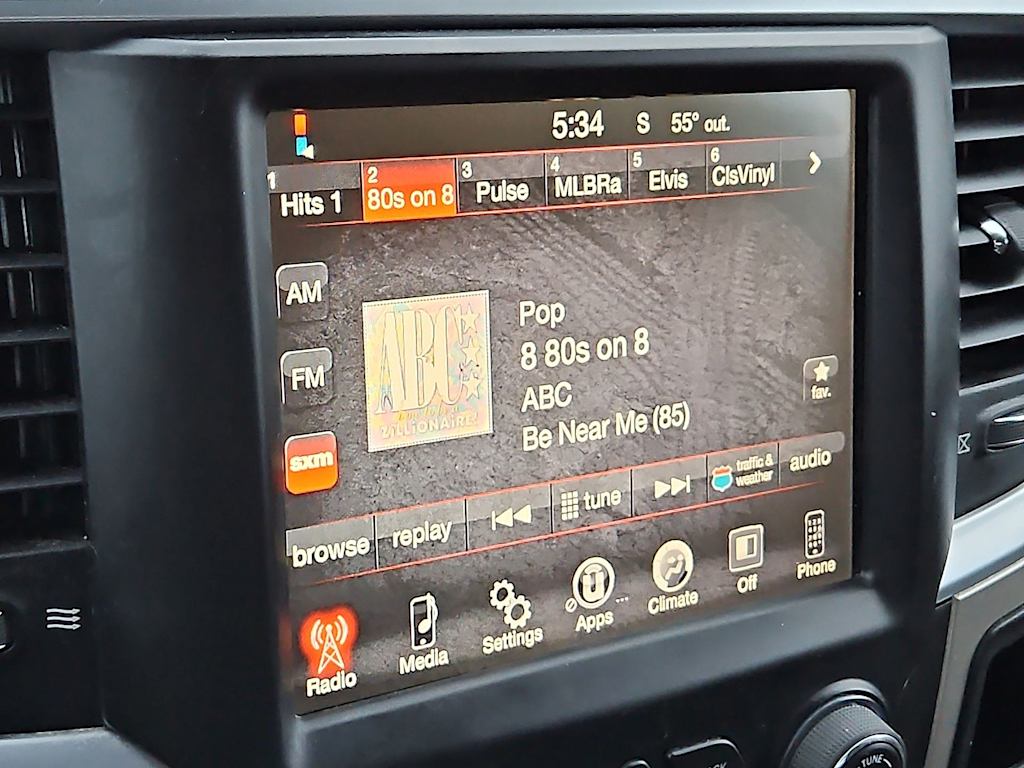 5:34 S 55° out.
1 Hits 1
2 80s on 8
3 Pulse
4 MLBRa
5 Elvis
6 ClsVinyl
AM
FM
sxm
ABC
ZiLLiONAiRE!
Pop
8 80s on 8
ABC
Be Near Me (85)
fav.
browse
replay
tune
traffic &
weather
audio
Radio
Media
Settings
Apps
Climate
Off
Phone
TUNE